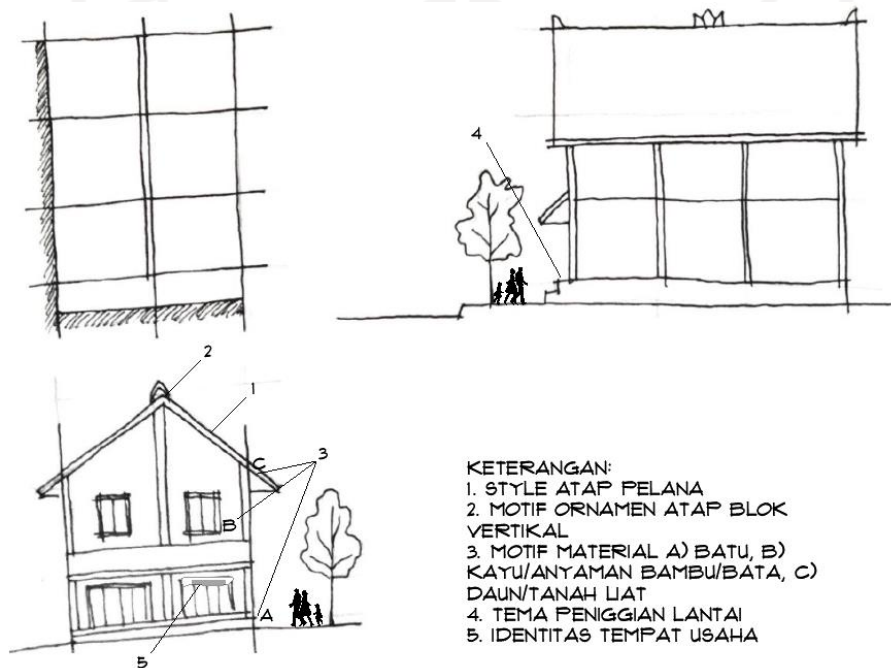 4
2
1
C
3
B
A
5
KETERANGAN:
1. STYLE ATAP PELANA
2. MOTIF ORNAMEN ATAP BLOK
VERTIKAL
3. MOTIF MATERIAL A) BATU, B)
KAYU/ANYAMAN BAMBU/BATA, C)
DAUN/TANAH LIAT
4. TEMA PENIGGIAN LANTAI
5. IDENTITAS TEMPAT USAHA